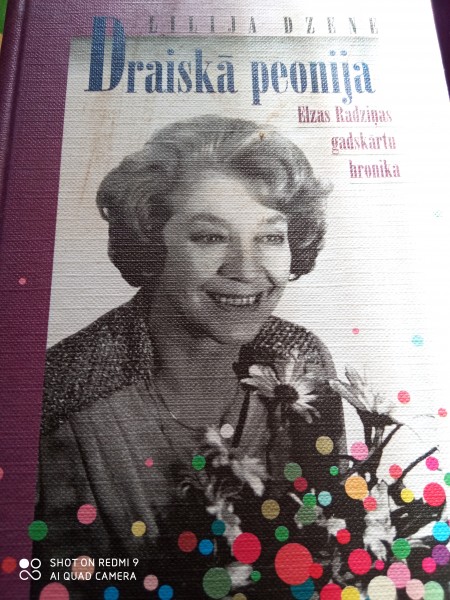 LILIJA DZENE
Draiskā peonija
Elzas Radziņas
gadskārtu
hronika
SHOT ON REDMI 9
AI QUAD CAMERA